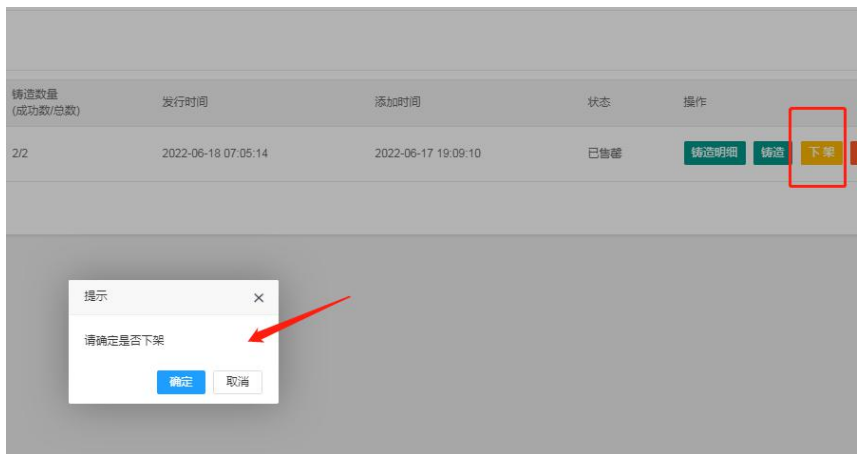 铸造数量
(成功数/总数)
发行时间
添加时间
状态
操作
2/2
2022-06-18 07:05:14
2022-06-17 19:09:10
已售罄
铸造明细
铸造
下架
提示
请确定是否下架
确定
取消